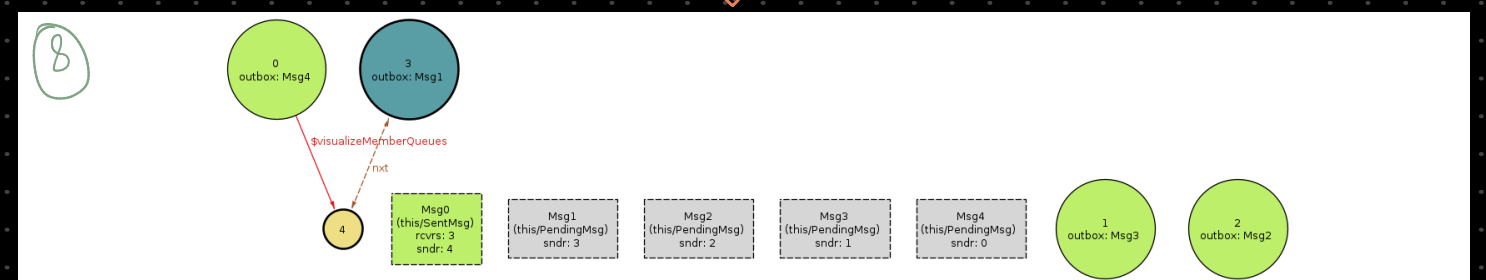 8
0
outbox: Msg4
3
outbox: Msg1
$visualizeMemberQueues
nxt
4
Msg0
(this/SentMsg)
rcvrs: 3
sndr: 4
Msg1
(this/PendingMsg)
sndr: 3
Msg2
(this/PendingMsg)
sndr: 2
Msg3
(this/PendingMsg)
sndr: 1
Msg4
(this/PendingMsg)
sndr: 0
1
outbox: Msg3
2
outbox: Msg2